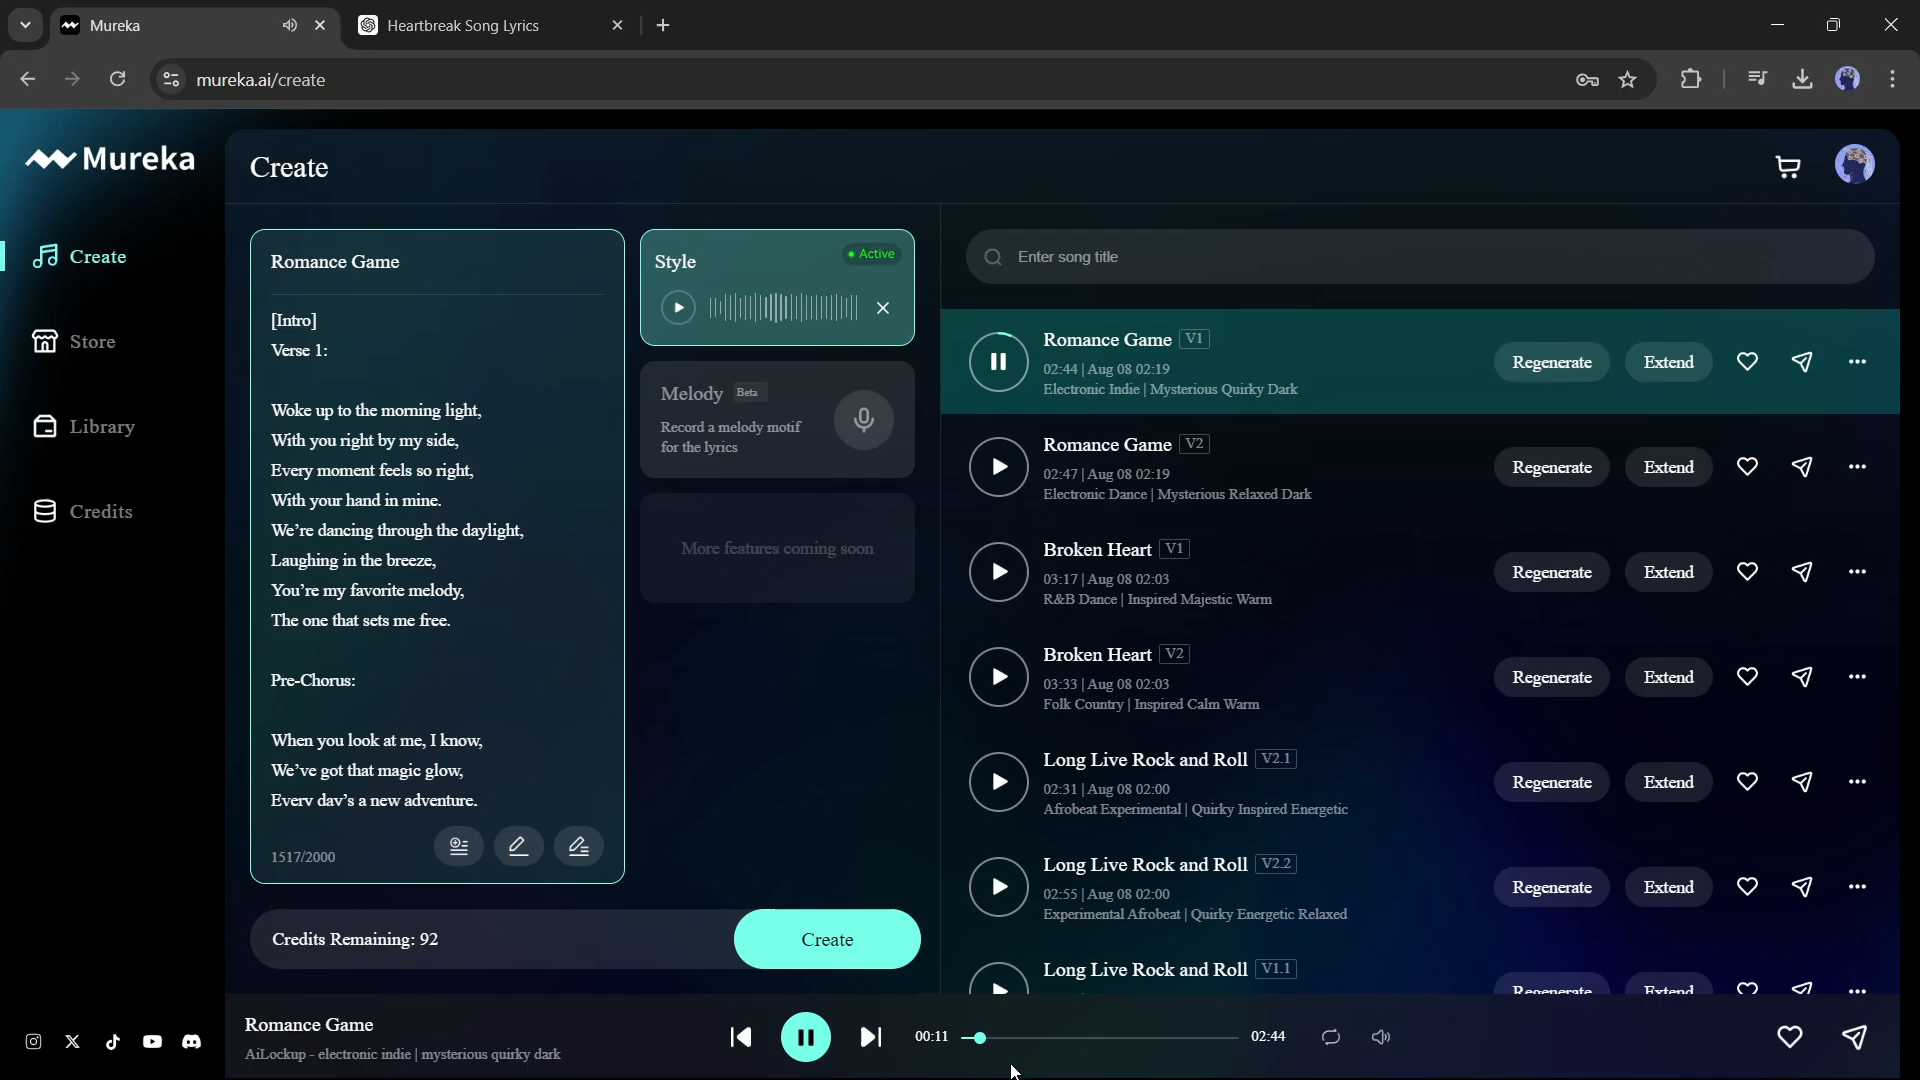 Mureka
Heartbreak Song Lyrics
mureka.ai/create
Mureka
Create
Create
Store
Library
Credits
Romance Game
[Intro]
Verse 1:
Woke up to the morning light,
With you right by my side,
Every moment feels so right,
With your hand in mine.
We’re dancing through the daylight,
Laughing in the breeze,
You’re my favorite melody,
The one that sets me free.
Pre-Chorus:
When you look at me, I know,
We’ve got that magic glow,
Every day’s a new adventure.
1517/2000
Style
Active
Melody Beta
Record a melody motif
for the lyrics
More features coming soon
Credits Remaining: 92
Create
Enter song title
Romance Game V1
02:44 | Aug 08 02:19
Electronic Indie | Mysterious Quirky Dark
Regenerate Extend
Romance Game V2
02:47 | Aug 08 02:19
Electronic Dance | Mysterious Relaxed Dark
Regenerate Extend
Broken Heart V1
03:17 | Aug 08 02:03
R&B Dance | Inspired Majestic Warm
Regenerate Extend
Broken Heart V2
03:33 | Aug 08 02:03
Folk Country | Inspired Calm Warm
Regenerate Extend
Long Live Rock and Roll V2.1
02:31 | Aug 08 02:00
Afrobeat Experimental | Quirky Inspired Energetic
Regenerate Extend
Long Live Rock and Roll V2.2
02:55 | Aug 08 02:00
Experimental Afrobeat | Quirky Energetic Relaxed
Regenerate Extend
Long Live Rock and Roll V1.1
Regenerate Extend
Romance Game
AiLockup - electronic indie | mysterious quirky dark
00:11
02:44